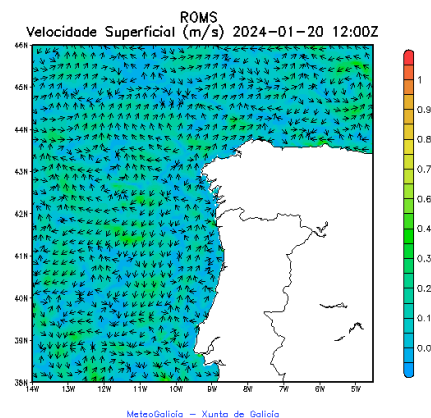 ROMS
Velocidade Superficial (m/s) 2024-01-20 12:00Z
46N
45N
44N
43N
42N
41N
40N
39N
38N
14W 13W 12W 11W 10W 9W 8W 7W 6W 5W
1
0.9
0.8
0.7
0.6
0.5
0.4
0.3
0.2
0.1
0.0
MeteoGalicia - Xunta de Galicia